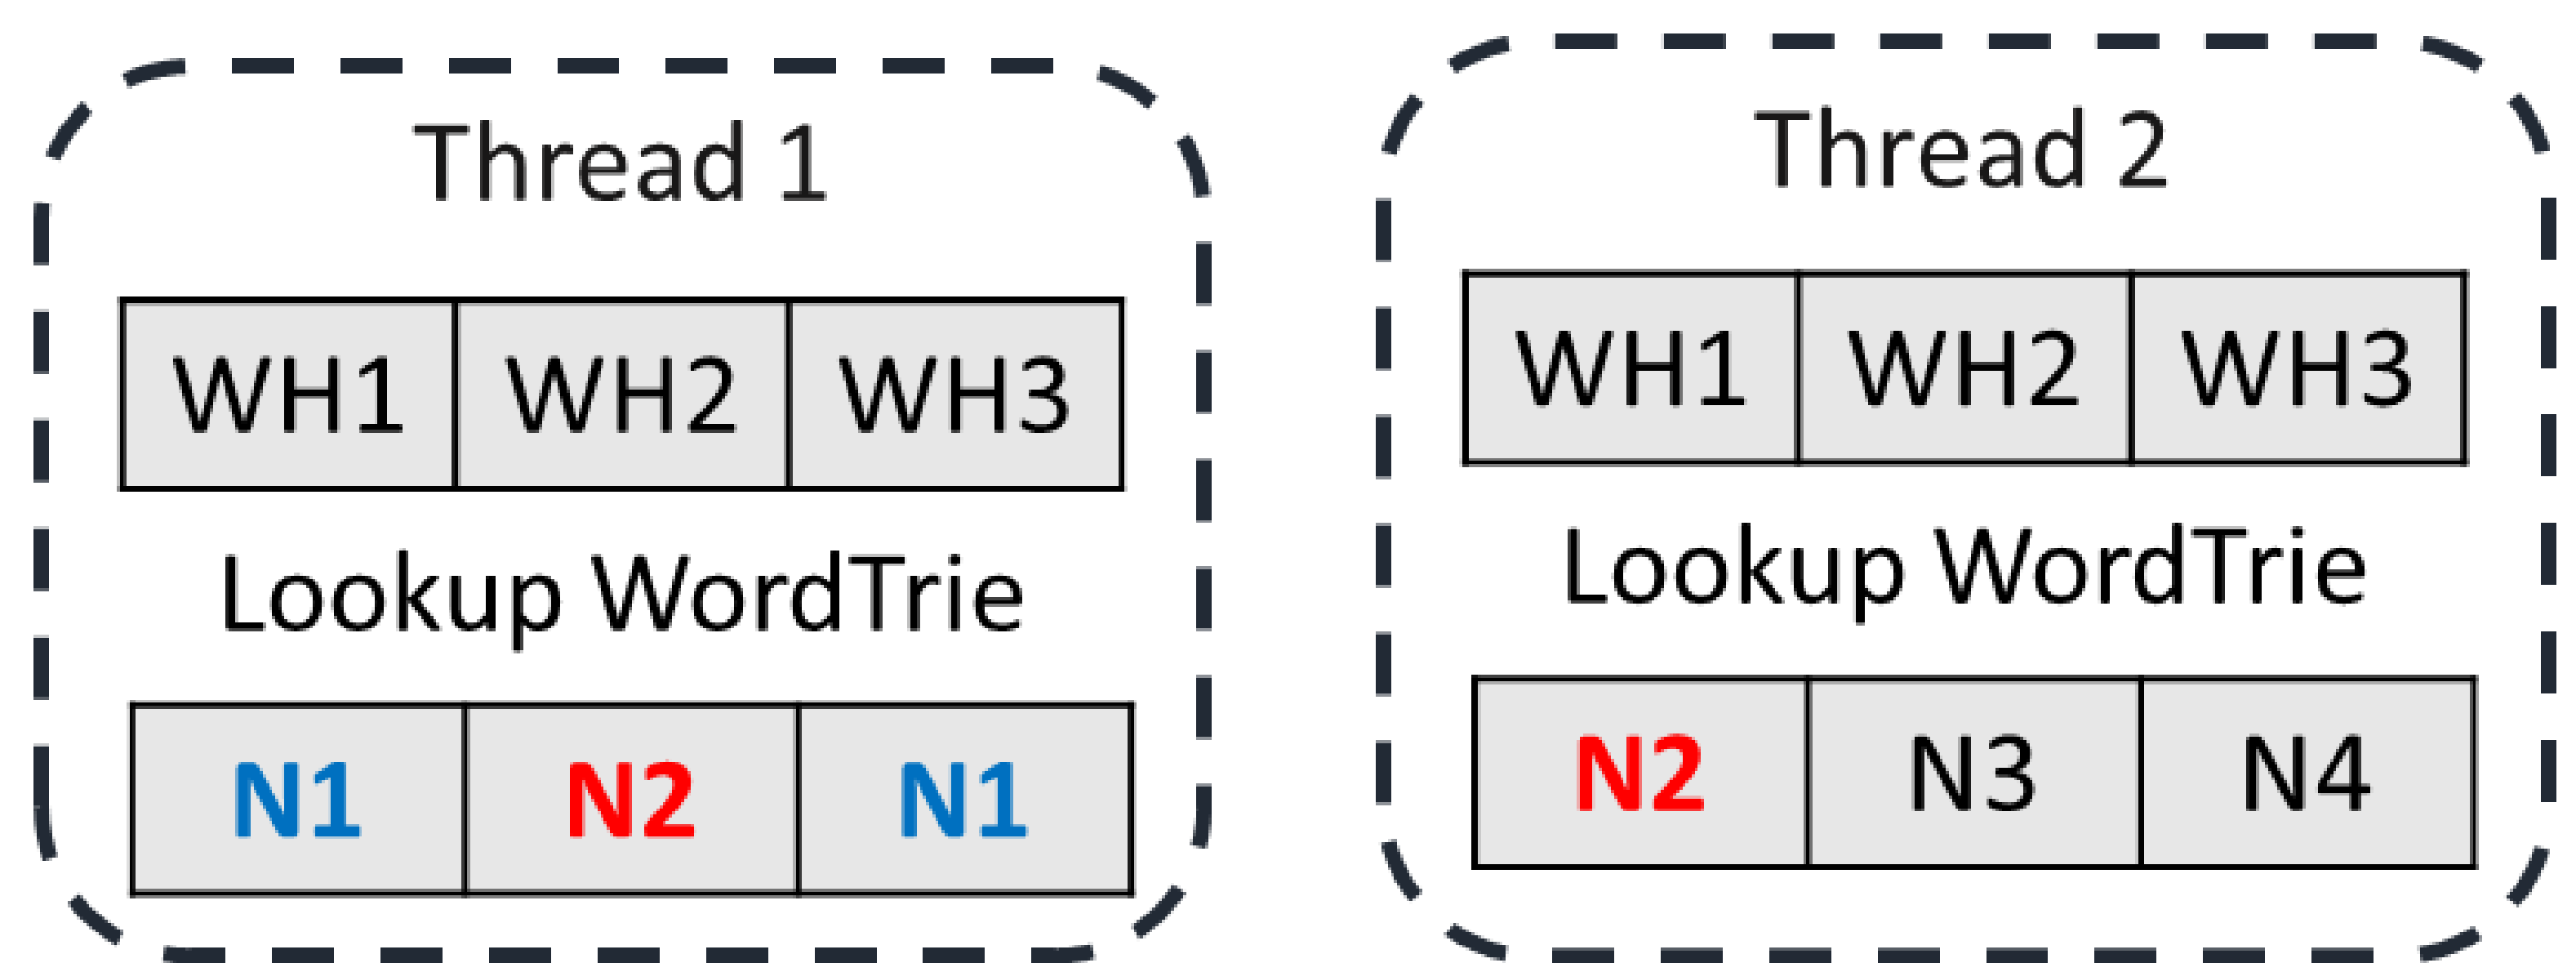 Thread 1
WH1 WH2 WH3
Lookup WordTrie
N1 N2 N1
Thread 2
WH1 WH2 WH3
Lookup WordTrie
N2 N3 N4